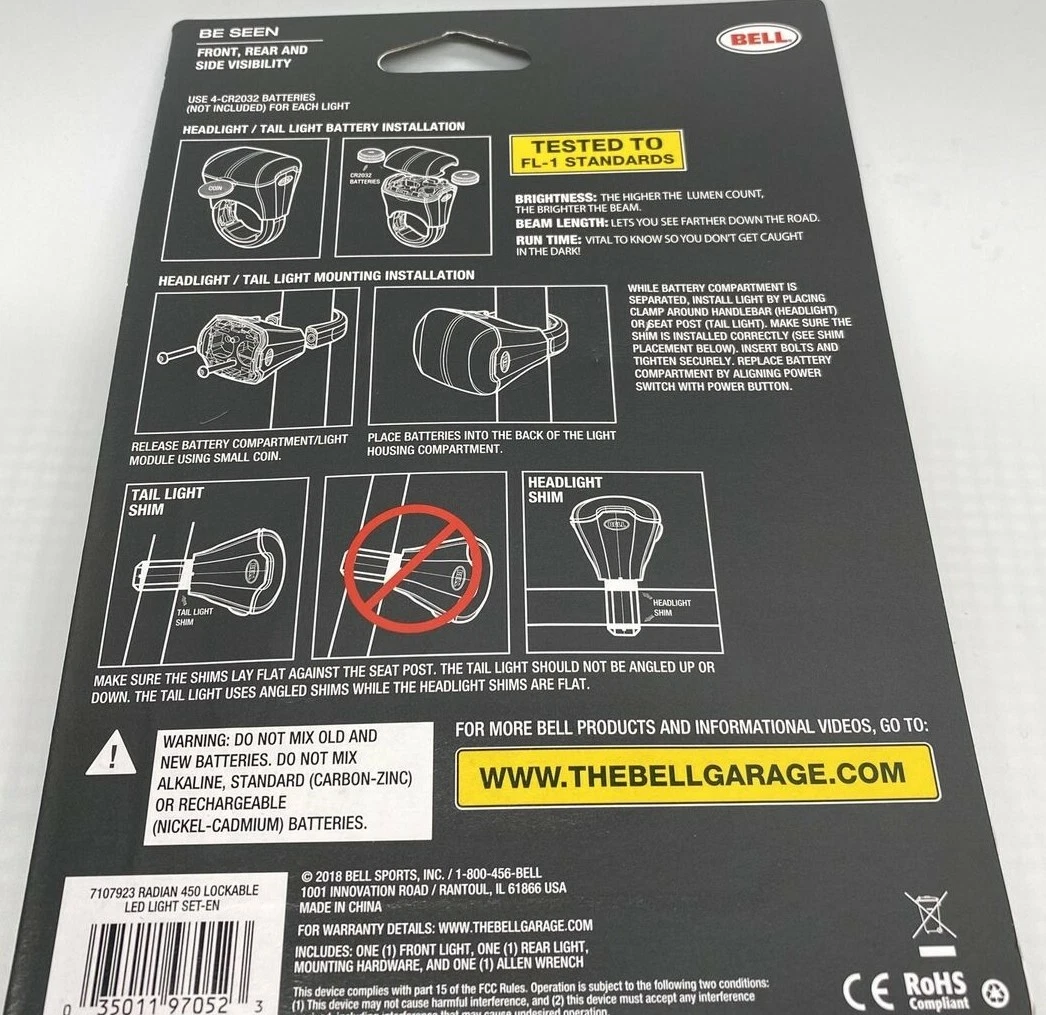 BE SEEN
FRONT, REAR AND
SIDE VISIBILITY
BELL
USE 4-CR2032 BATTERIES
(NOT INCLUDED) FOR EACH LIGHT
HEADLIGHT / TAIL LIGHT BATTERY INSTALLATION
COIN
CR2032
BATTERIES
TESTED TO
FL-1 STANDARDS
BRIGHTNESS: THE HIGHER THE LUMEN COUNT,
THE BRIGHTER THE BEAM.
BEAM LENGTH: LETS YOU SEE FARTHER DOWN THE ROAD.
RUN TIME: VITAL TO KNOW SO YOU DON'T GET CAUGHT
IN THE DARK!
HEADLIGHT / TAIL LIGHT MOUNTING INSTALLATION
WHILE BATTERY COMPARTMENT IS
SEPARATED, INSTALL LIGHT BY PLACING
CLAMP AROUND HANDLEBAR (HEADLIGHT)
OR SEAT POST (TAIL LIGHT). MAKE SURE THE
SHIM IS INSTALLED CORRECTLY (SEE SHIM
PLACEMENT BELOW). INSERT BOLTS AND
TIGHTEN SECURELY. REPLACE BATTERY
COMPARTMENT BY ALIGNING POWER
SWITCH WITH POWER BUTTON.
RELEASE BATTERY COMPARTMENT/LIGHT
MODULE USING SMALL COIN.
PLACE BATTERIES INTO THE BACK OF THE LIGHT
HOUSING COMPARTMENT.
TAIL LIGHT
SHIM
TAIL LIGHT
SHIM
HEADLIGHT
SHIM
HEADLIGHT
SHIM
MAKE SURE THE SHIMS LAY FLAT AGAINST THE SEAT POST. THE TAIL LIGHT SHOULD NOT BE ANGLED UP OR
DOWN. THE TAIL LIGHT USES ANGLED SHIMS WHILE THE HEADLIGHT SHIMS ARE FLAT.
WARNING: DO NOT MIX OLD AND
NEW BATTERIES. DO NOT MIX
ALKALINE, STANDARD (CARBON-ZINC)
OR RECHARGEABLE
(NICKEL-CADMIUM) BATTERIES.
FOR MORE BELL PRODUCTS AND INFORMATIONAL VIDEOS, GO TO:
WWW.THEBELLGARAGE.COM
7107923 RADIAN 450 LOCKABLE
LED LIGHT SET-EN
0 35011 97052 3
© 2018 BELL SPORTS, INC. / 1-800-456-BELL
1001 INNOVATION ROAD / RANTOUL, IL 61866 USA
MADE IN CHINA
FOR WARRANTY DETAILS: WWW.THEBELLGARAGE.COM
INCLUDES: ONE (1) FRONT LIGHT, ONE (1) REAR LIGHT,
MOUNTING HARDWARE, AND ONE (1) ALLEN WRENCH
This device complies with part 15 of the FCC Rules. Operation is subject to the following two conditions:
(1) This device may not cause harmful interference, and (2) this device must accept any interference
including interference that may cause undesired operation.
CE RoHS
Compliant